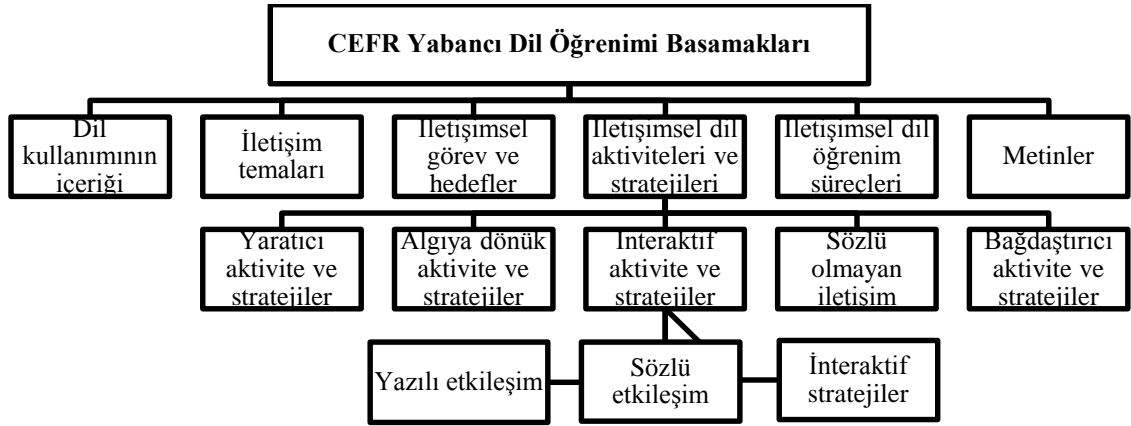 CEFR Yabancı Dil Öğrenimi Basamakları
Dil
kullanımının
içeriği
İletişim
temaları
İletişimsel
görev ve
hedefler
İletişimsel dil
aktiviteleri ve
stratejileri
İletişimsel dil
öğrenim
süreçleri
Metinler
Yaratıcı
aktivite ve
stratejiler
Algıya dönük
aktivite ve
stratejiler
İnteraktif
aktivite ve
stratejiler
Sözlü
olmayan
iletişim
Bağdaştırıcı
aktivite ve
stratejiler
Yazılı etkileşim
Sözlü
etkileşim
İnteraktif
stratejiler